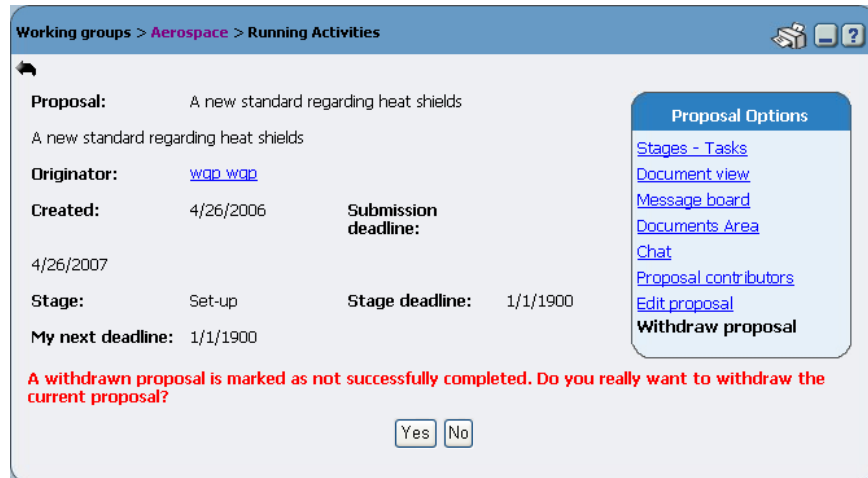 Working groups > Aerospace > Running Activities
?
Proposal: A new standard regarding heat shields
A new standard regarding heat shields
Originator: wgp wgp
Created: 4/26/2006 Submission deadline:
4/26/2007
Stage: Set-up Stage deadline: 1/1/1900
My next deadline: 1/1/1900
Proposal Options
Stages - Tasks
Document view
Message board
Documents Area
Chat
Proposal contributors
Edit proposal
Withdraw proposal
A withdrawn proposal is marked as not successfully completed. Do you really want to withdraw the
current proposal?
Yes No